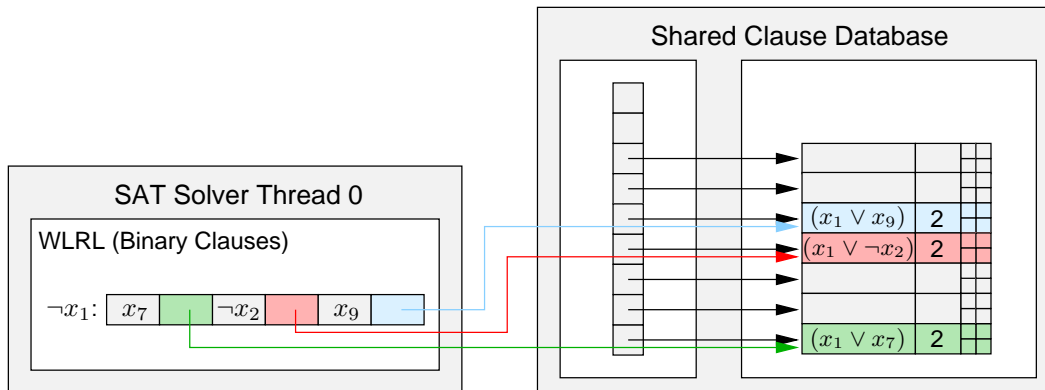 Shared Clause Database
SAT Solver Thread 0
WLRL (Binary Clauses)
¬x₁: x₇ ¬x₂ x₉
(x₁ ∨ x₉) 2
(x₁ ∨ ¬x₂) 2
(x₁ ∨ x₇) 2